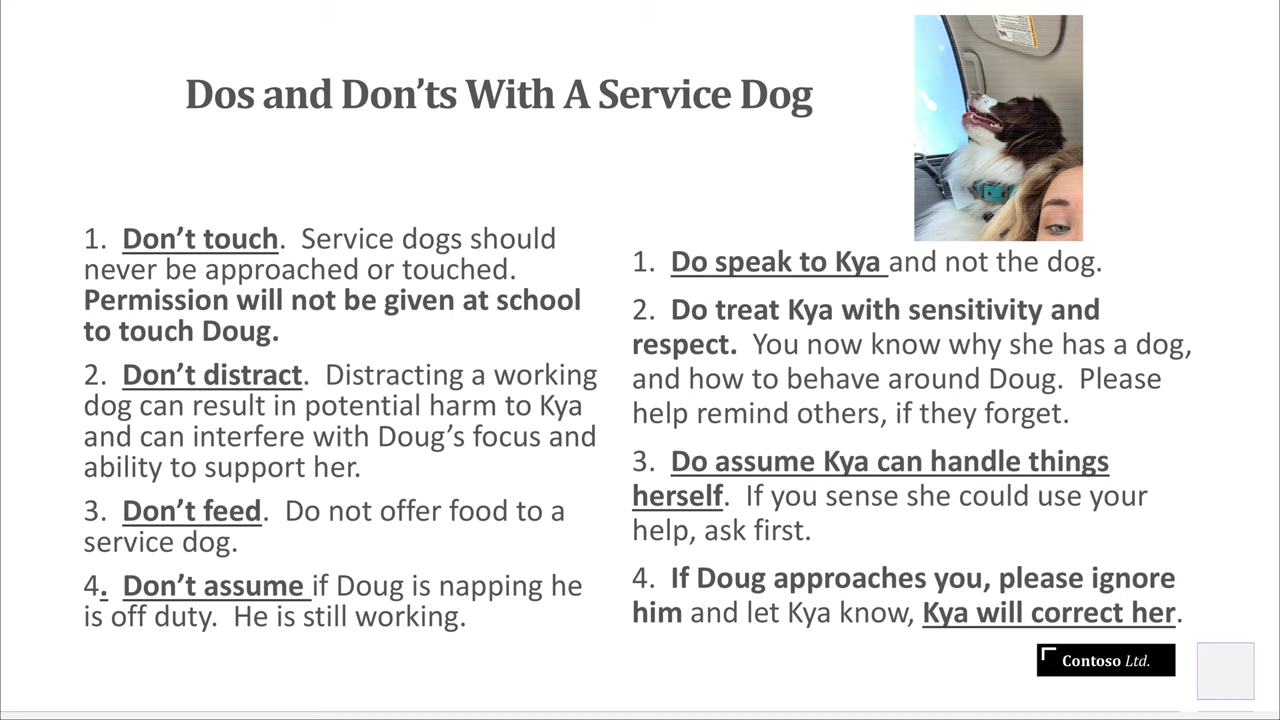 Dos and Don’ts With A Service Dog
1. Don’t touch. Service dogs should
never be approached or touched.
Permission will not be given at school
to touch Doug.
2. Don’t distract. Distracting a working
dog can result in potential harm to Kya
and can interfere with Doug’s focus and
ability to support her.
3. Don’t feed. Do not offer food to a
service dog.
4. Don’t assume if Doug is napping he
is off duty. He is still working.
1. Do speak to Kya and not the dog.
2. Do treat Kya with sensitivity and
respect. You now know why she has a dog,
and how to behave around Doug. Please
help remind others, if they forget.
3. Do assume Kya can handle things
herself. If you sense she could use your
help, ask first.
4. If Doug approaches you, please ignore
him and let Kya know, Kya will correct her.
Contoso Ltd.